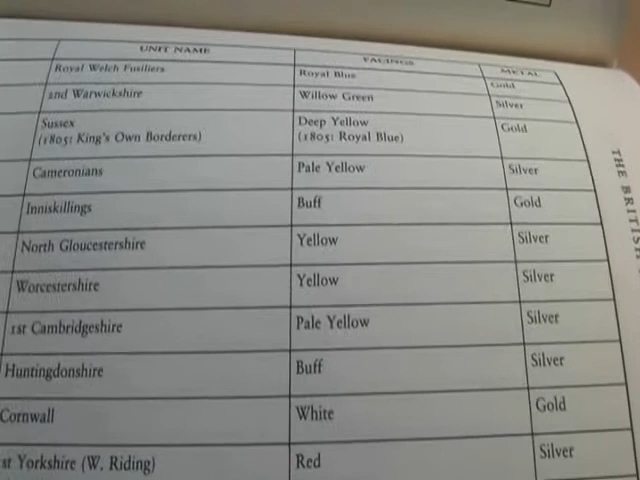 UNIT NAME FACINGS METAL
Royal Welch Fusiliers Royal Blue Gold
2nd Warwickshire Willow Green Silver
Sussex Deep Yellow Gold
(1805: King's Own Borderers) (1805: Royal Blue)
Cameronians Pale Yellow Silver
Inniskillings Buff Gold
North Gloucestershire Yellow Silver
Worcestershire Yellow Silver
1st Cambridgeshire Pale Yellow Silver
Huntingdonshire Buff Silver
Cornwall White Gold
st Yorkshire (W. Riding) Red Silver
THE BRITISH